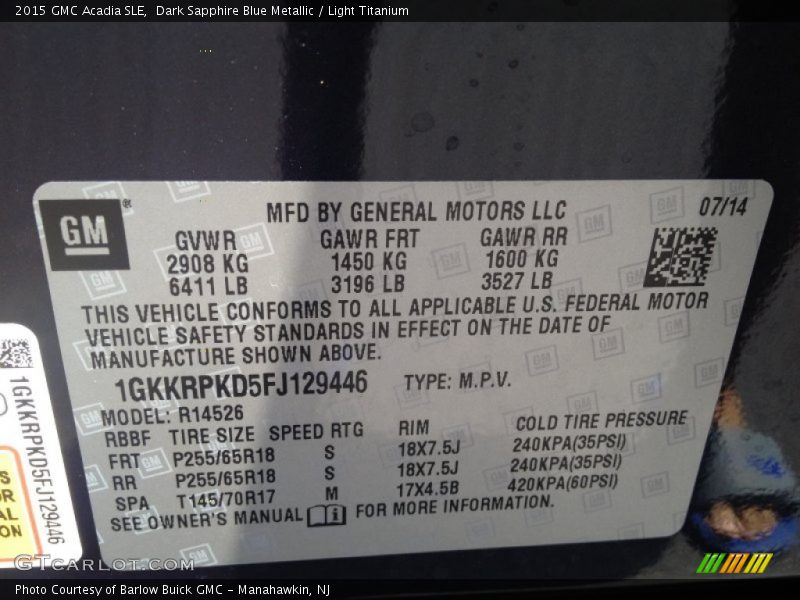 2015 GMC Acadia SLE,  Dark Sapphire Blue Metallic / Light Titanium
GM®
MFD BY GENERAL MOTORS LLC
07/14
GVWR GAWR FRT GAWR RR
2908 KG 1450 KG 1600 KG
6411 LB 3196 LB 3527 LB
THIS VEHICLE CONFORMS TO ALL APPLICABLE U.S. FEDERAL MOTOR
VEHICLE SAFETY STANDARDS IN EFFECT ON THE DATE OF
MANUFACTURE SHOWN ABOVE.
1GKKRPKD5FJ129446 TYPE: M.P.V.
MODEL: R14526
RBBF TIRE SIZE SPEED RTG RIM COLD TIRE PRESSURE
FRT P255/65R18 S 18X7.5J 240KPA(35PSI)
RR P255/65R18 S 18X7.5J 240KPA(35PSI)
SPA T145/70R17 M 17X4.5B 420KPA(60PSI)
SEE OWNER'S MANUAL i FOR MORE INFORMATION.
1GKKRPKD5FJ129446
GTcarlot.com
Photo Courtesy of Barlow Buick GMC - Manahawkin, NJ